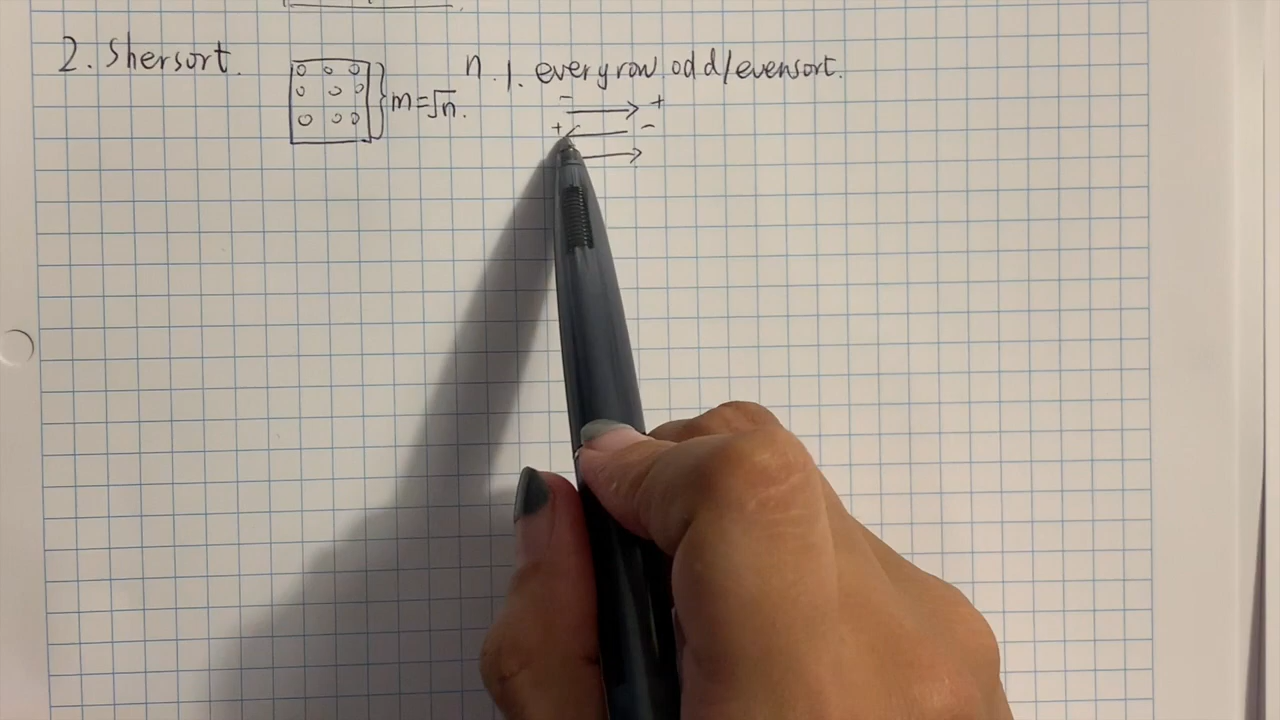 2. Shersort.
n. 1. every row odd/evensort.
m=√n.
- +
+ -